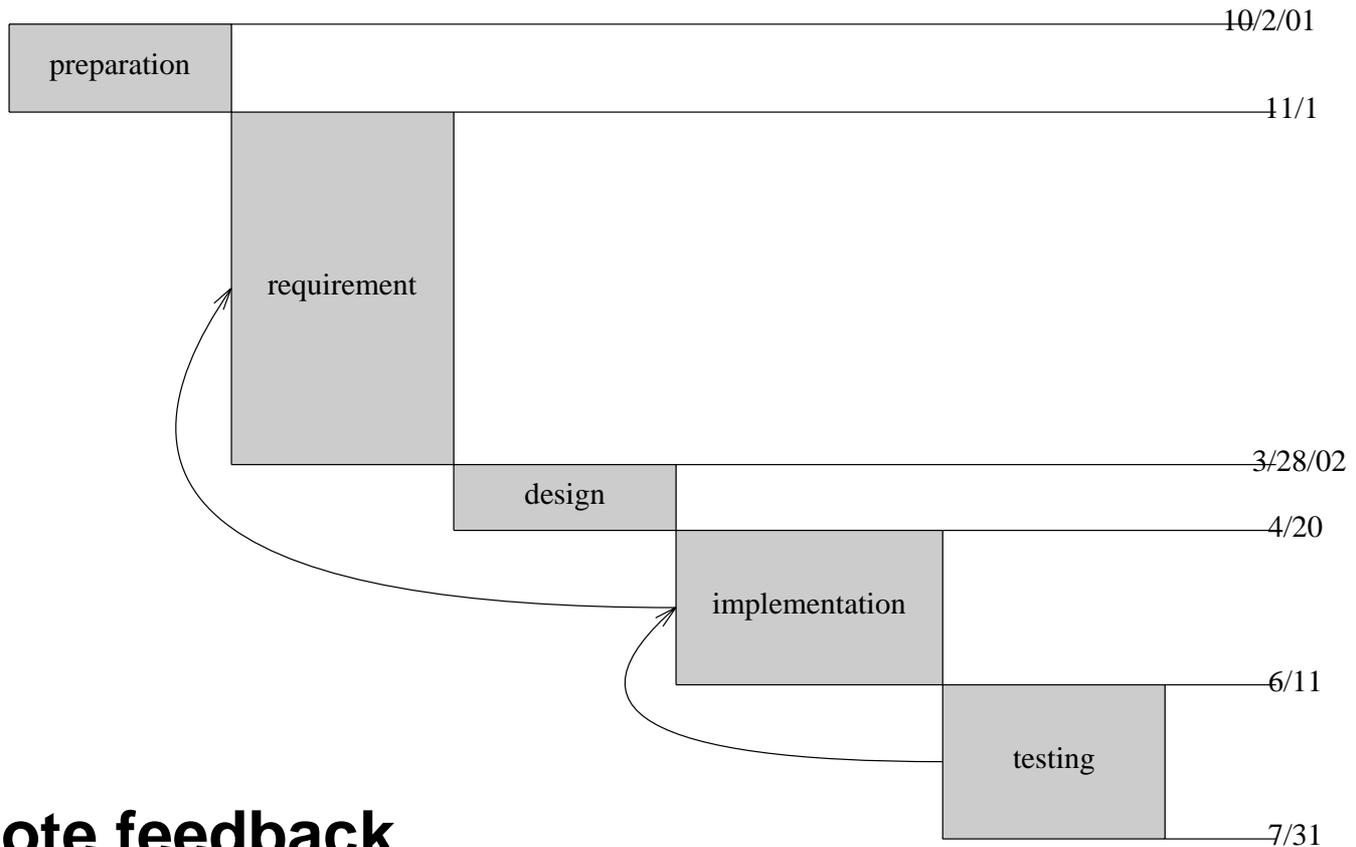 10/2/01
preparation
11/1
requirement
3/28/02
design
4/20
implementation
6/11
testing
ote feedback
7/31